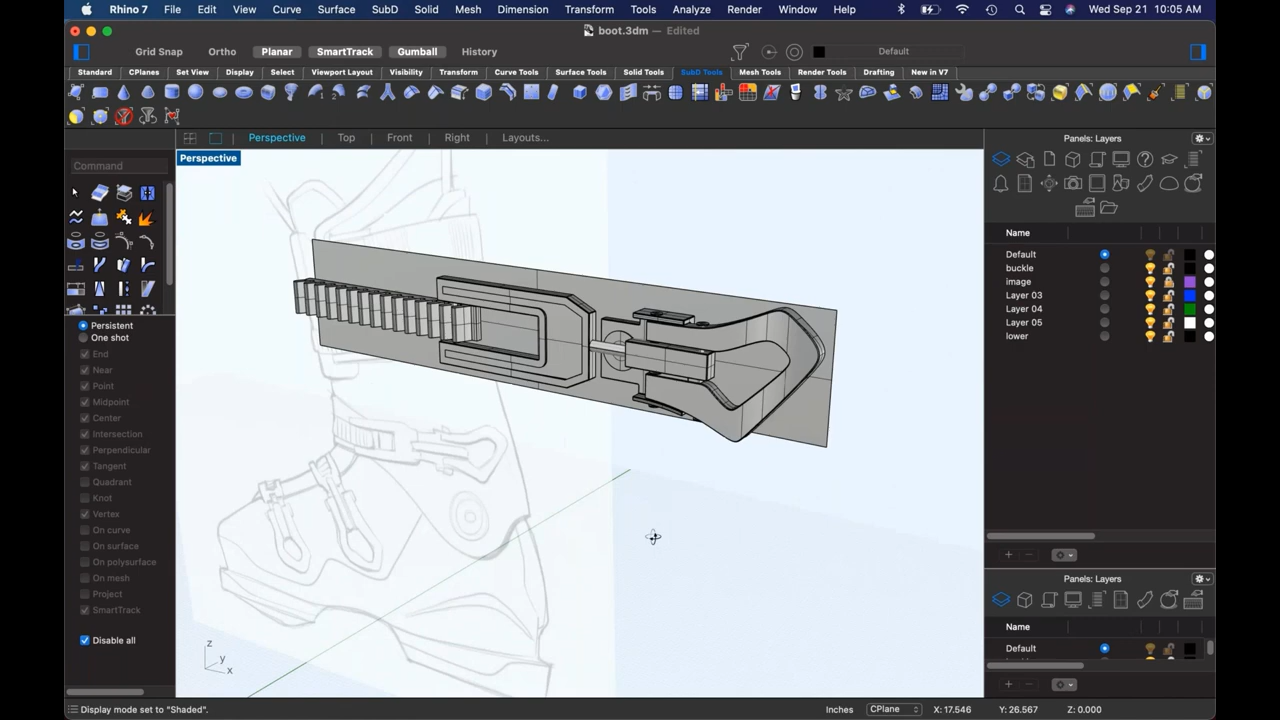 Rhino 7 File Edit View Curve Surface SubD Solid Mesh Dimension Transform Tools Analyze Render Window Help Wed Sep 21 10:05 AM
boot.3dm — Edited
Grid Snap Ortho Planar SmartTrack Gumball History Default
Standard CPlanes Set View Display Select Viewport Layout Visibility Transform Curve Tools Surface Tools Solid Tools SubD Tools Mesh Tools Render Tools Drafting New in V7
Perspective Top Front Right Layouts... Panels: Layers
Perspective
Command
Name
Default
buckle
image
Layer 03
Layer 04
Layer 05
lower
Persistent
One shot
End
Near
Point
Midpoint
Center
Intersection
Perpendicular
Tangent
Quadrant
Knot
Vertex
On curve
On surface
On polysurface
On mesh
Project
SmartTrack
Disable all
Panels: Layers
Name
Default
z
y
x
Display mode set to "Shaded". Inches CPlane X: 17.546 Y: 26.567 Z: 0.000